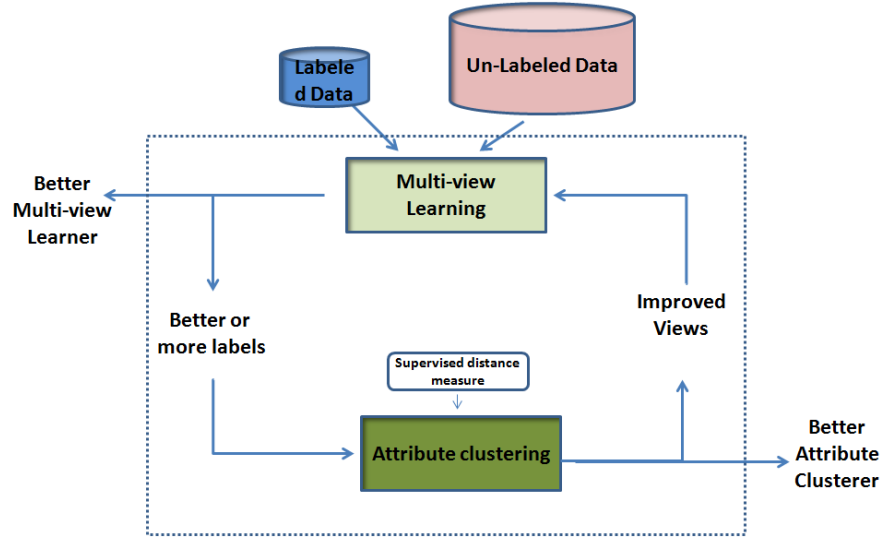 Un-Labeled Data
Labele
d Data
Multi-view
Learning
Better
Multi-view
Learner
Improved
Views
Better or
more labels
Supervised distance
measure
Attribute clustering
Better
Attribute
Clusterer